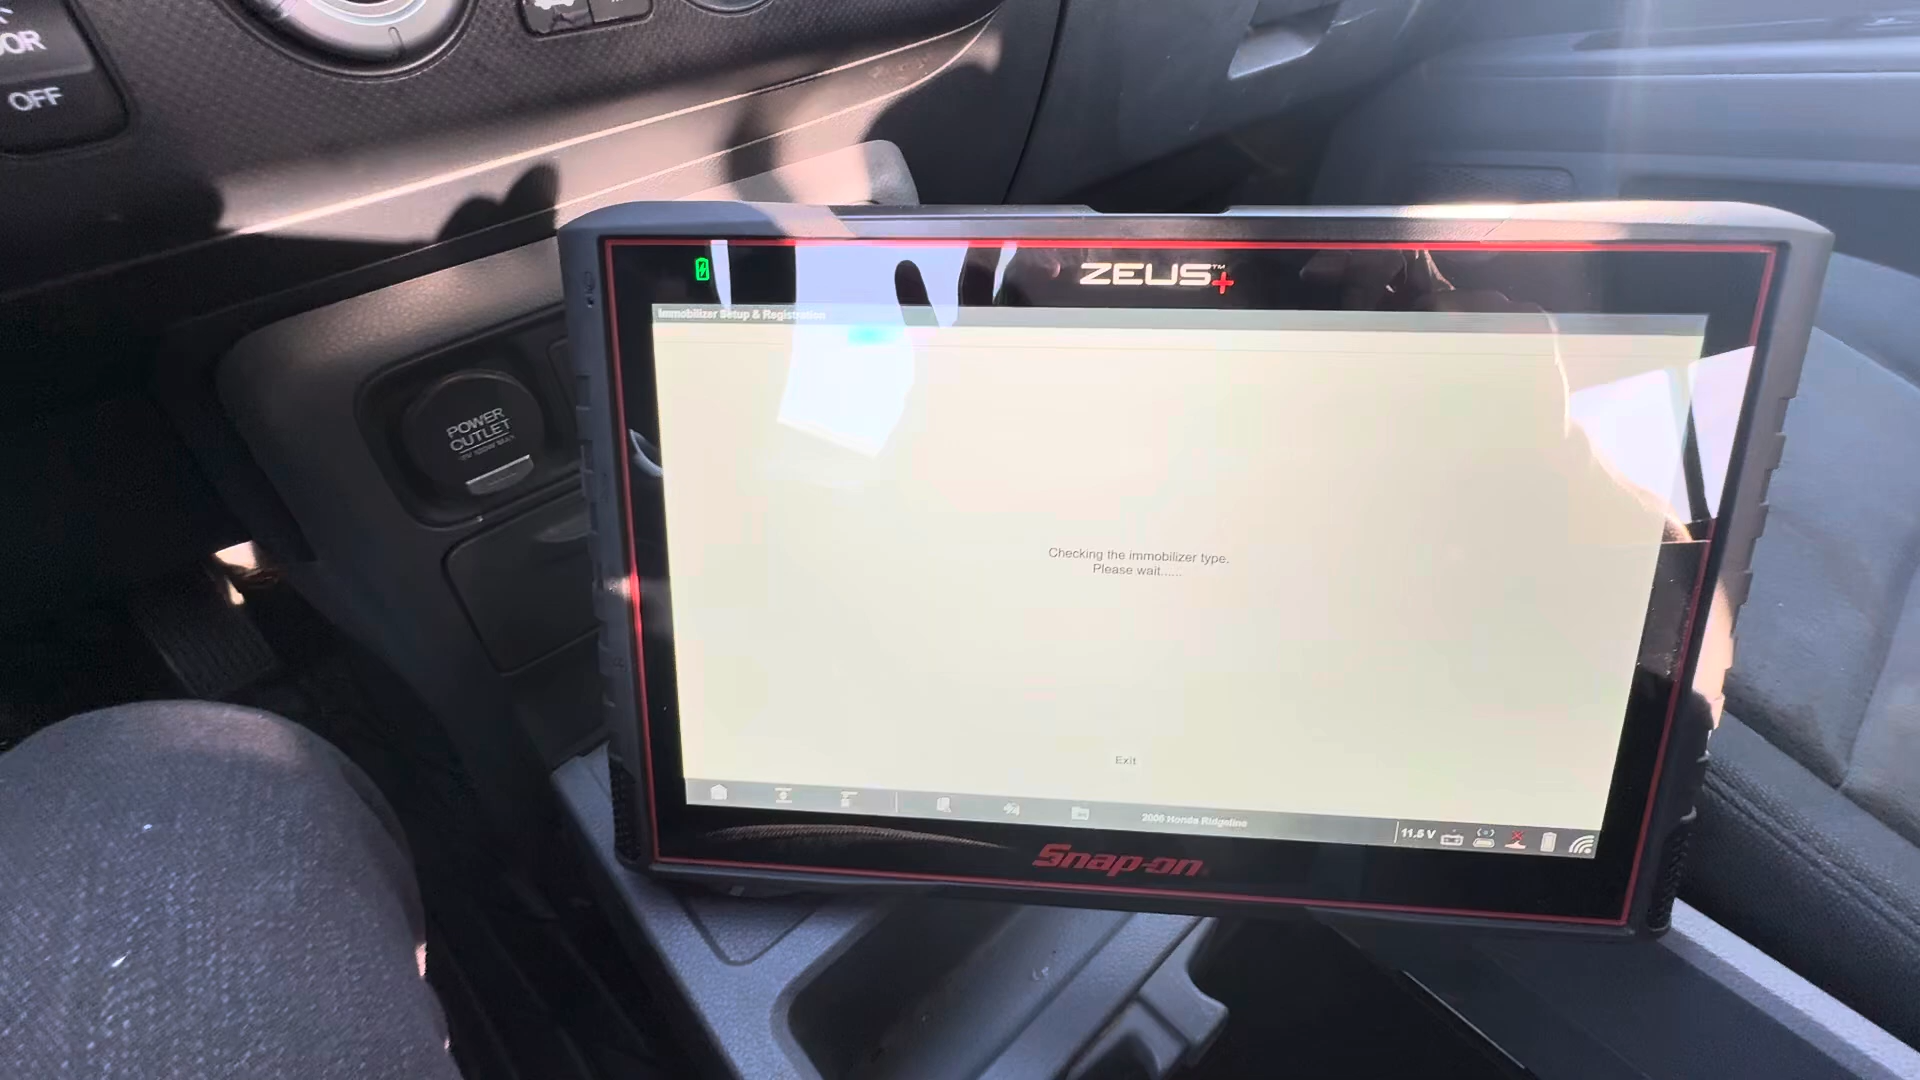 OR
OFF
ZEUS™+
Immobilizer Setup & Registration
POWER
OUTLET
Checking the immobilizer type.
Please wait......
Exit
2006 Honda Ridgeline
11.5 V
Snap-on